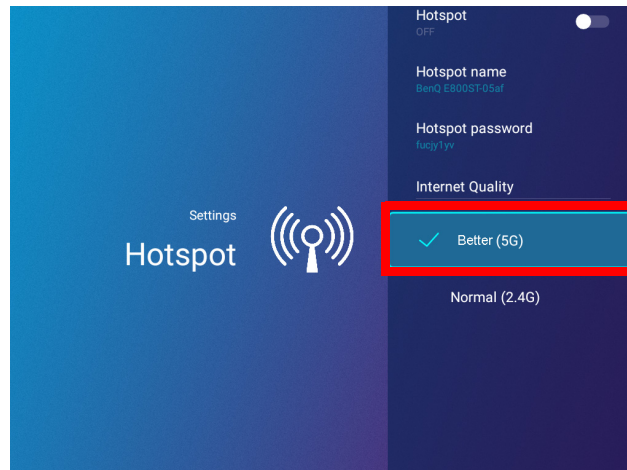 Hotspot
OFF
Hotspot name
BenQ E800ST-05af
Hotspot password
fucjy1yv
Internet Quality
Settings
Hotspot
Better (5G)
Normal (2.4G)